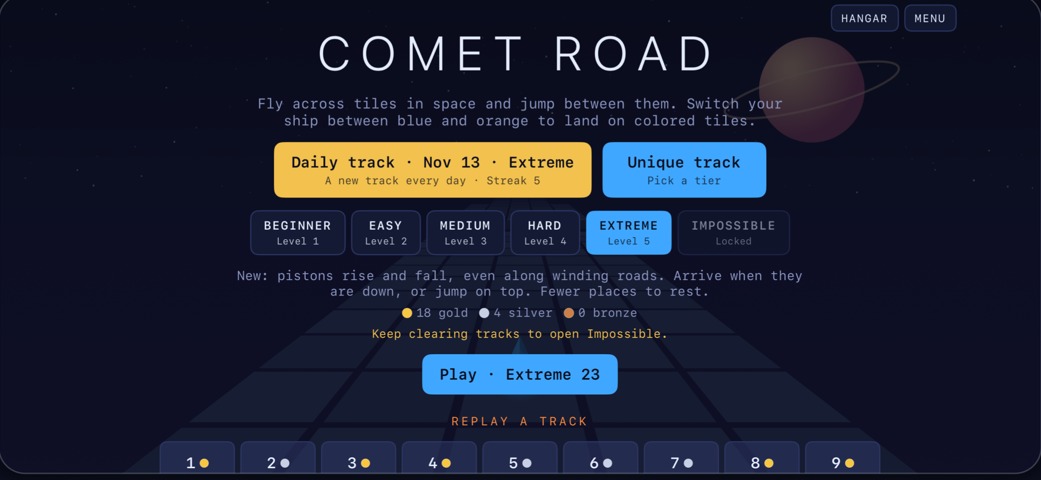 HANGAR MENU
COMET ROAD
Fly across tiles in space and jump between them. Switch your
ship between blue and orange to land on colored tiles.
Daily track · Nov 13 · Extreme
A new track every day · Streak 5
Unique track
Pick a tier
BEGINNER
Level 1
EASY
Level 2
MEDIUM
Level 3
HARD
Level 4
EXTREME
Level 5
IMPOSSIBLE
Locked
New: pistons rise and fall, even along winding roads. Arrive when they
are down, or jump on top. Fewer places to rest.
18 gold 4 silver 0 bronze
Keep clearing tracks to open Impossible.
Play · Extreme 23
REPLAY A TRACK
1 2 3 4 5 6 7 8 9